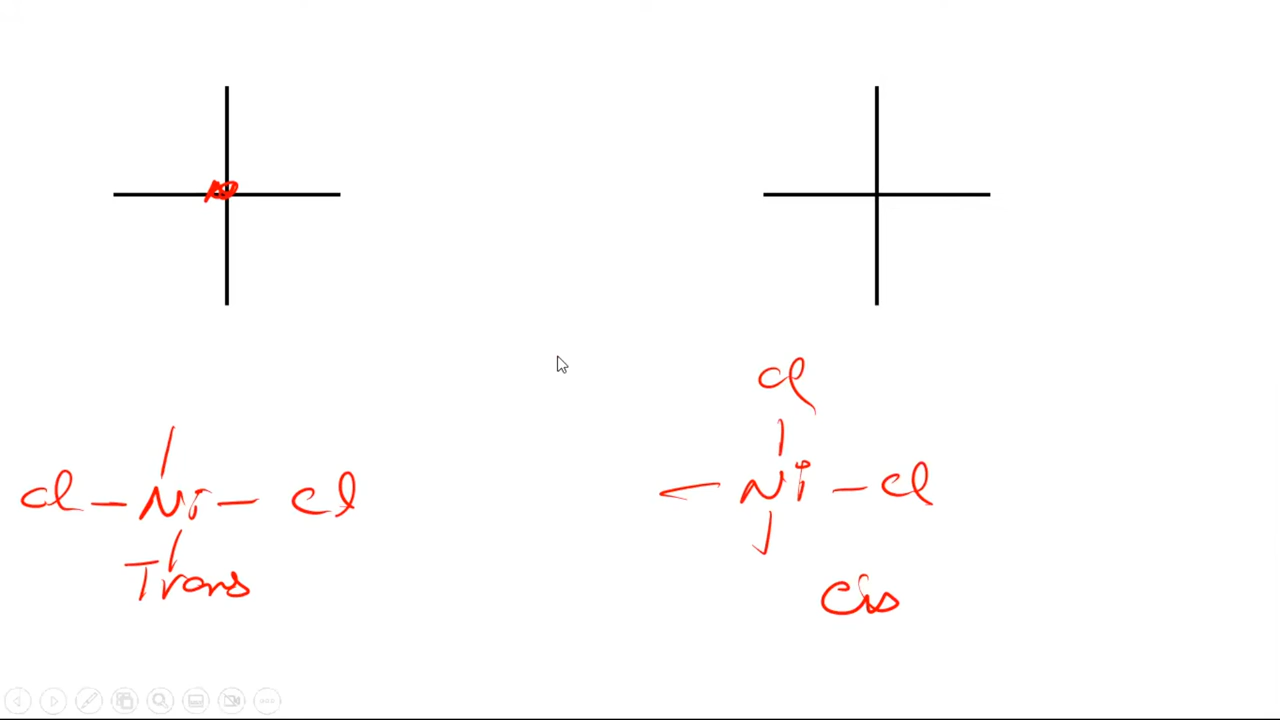 Cl - Ni - Cl
Trans
Cl
Ni - Cl
Cis